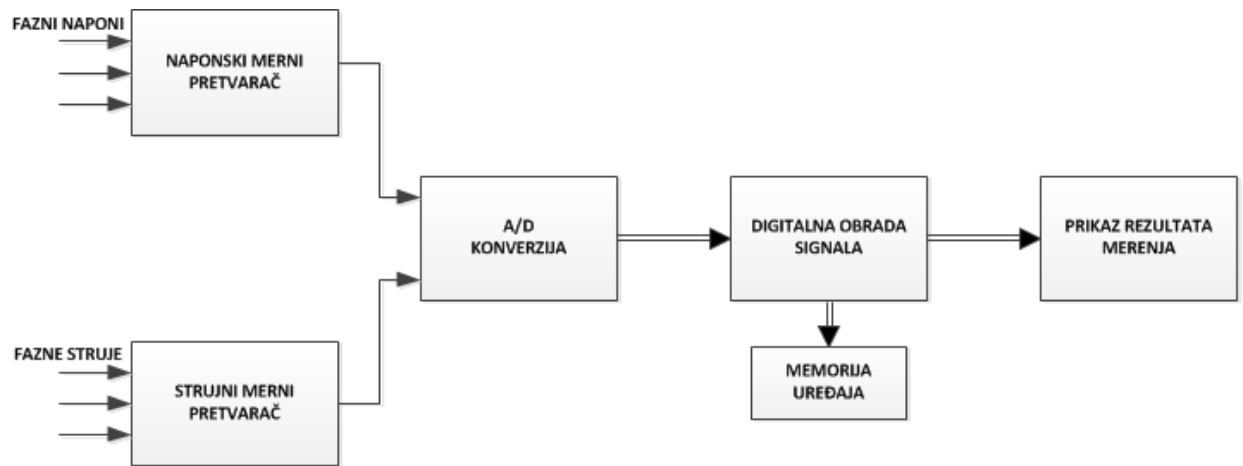 FAZNI NAPONI
NAPONSKI MERNI
PRETVARAČ
A/D
KONVERZIJA
DIGITALNA OBRADA
SIGNALA
PRIKAZ REZULTATA
MERENJA
FAZNE STRUJE
STRUJNI MERNI
PRETVARAČ
MEMORIJA
UREĐAJA